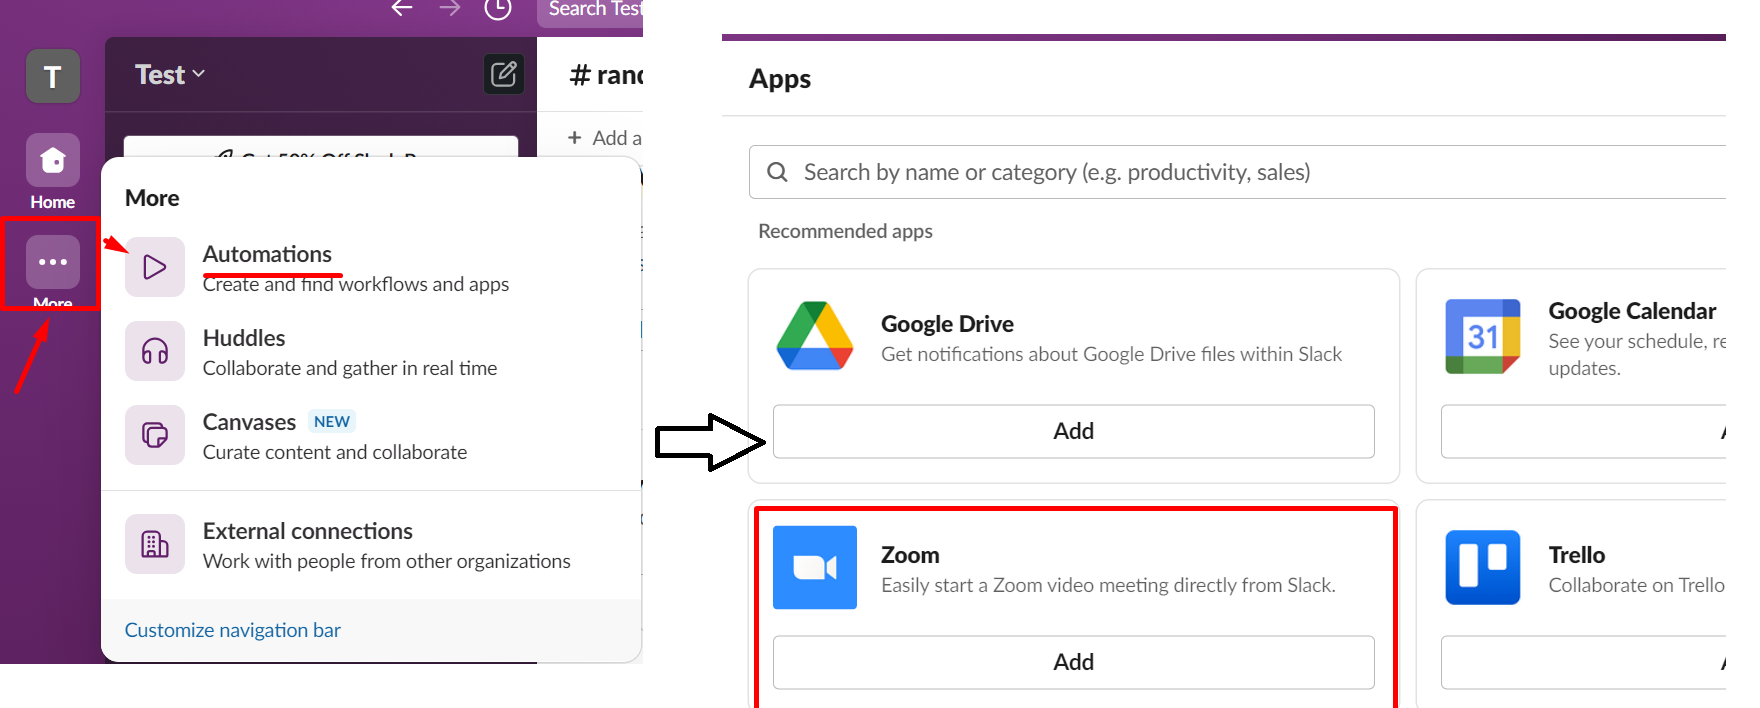 Search Test
T
Test
# rand
+ Add a
Home
More
More
Automations
Create and find workflows and apps
Huddles
Collaborate and gather in real time
Canvases NEW
Curate content and collaborate
External connections
Work with people from other organizations
Customize navigation bar
Apps
Search by name or category (e.g. productivity, sales)
Recommended apps
Google Drive
Get notifications about Google Drive files within Slack
Add
31
Google Calendar
See your schedule, re
updates.
Zoom
Easily start a Zoom video meeting directly from Slack.
Add
Trello
Collaborate on Trello